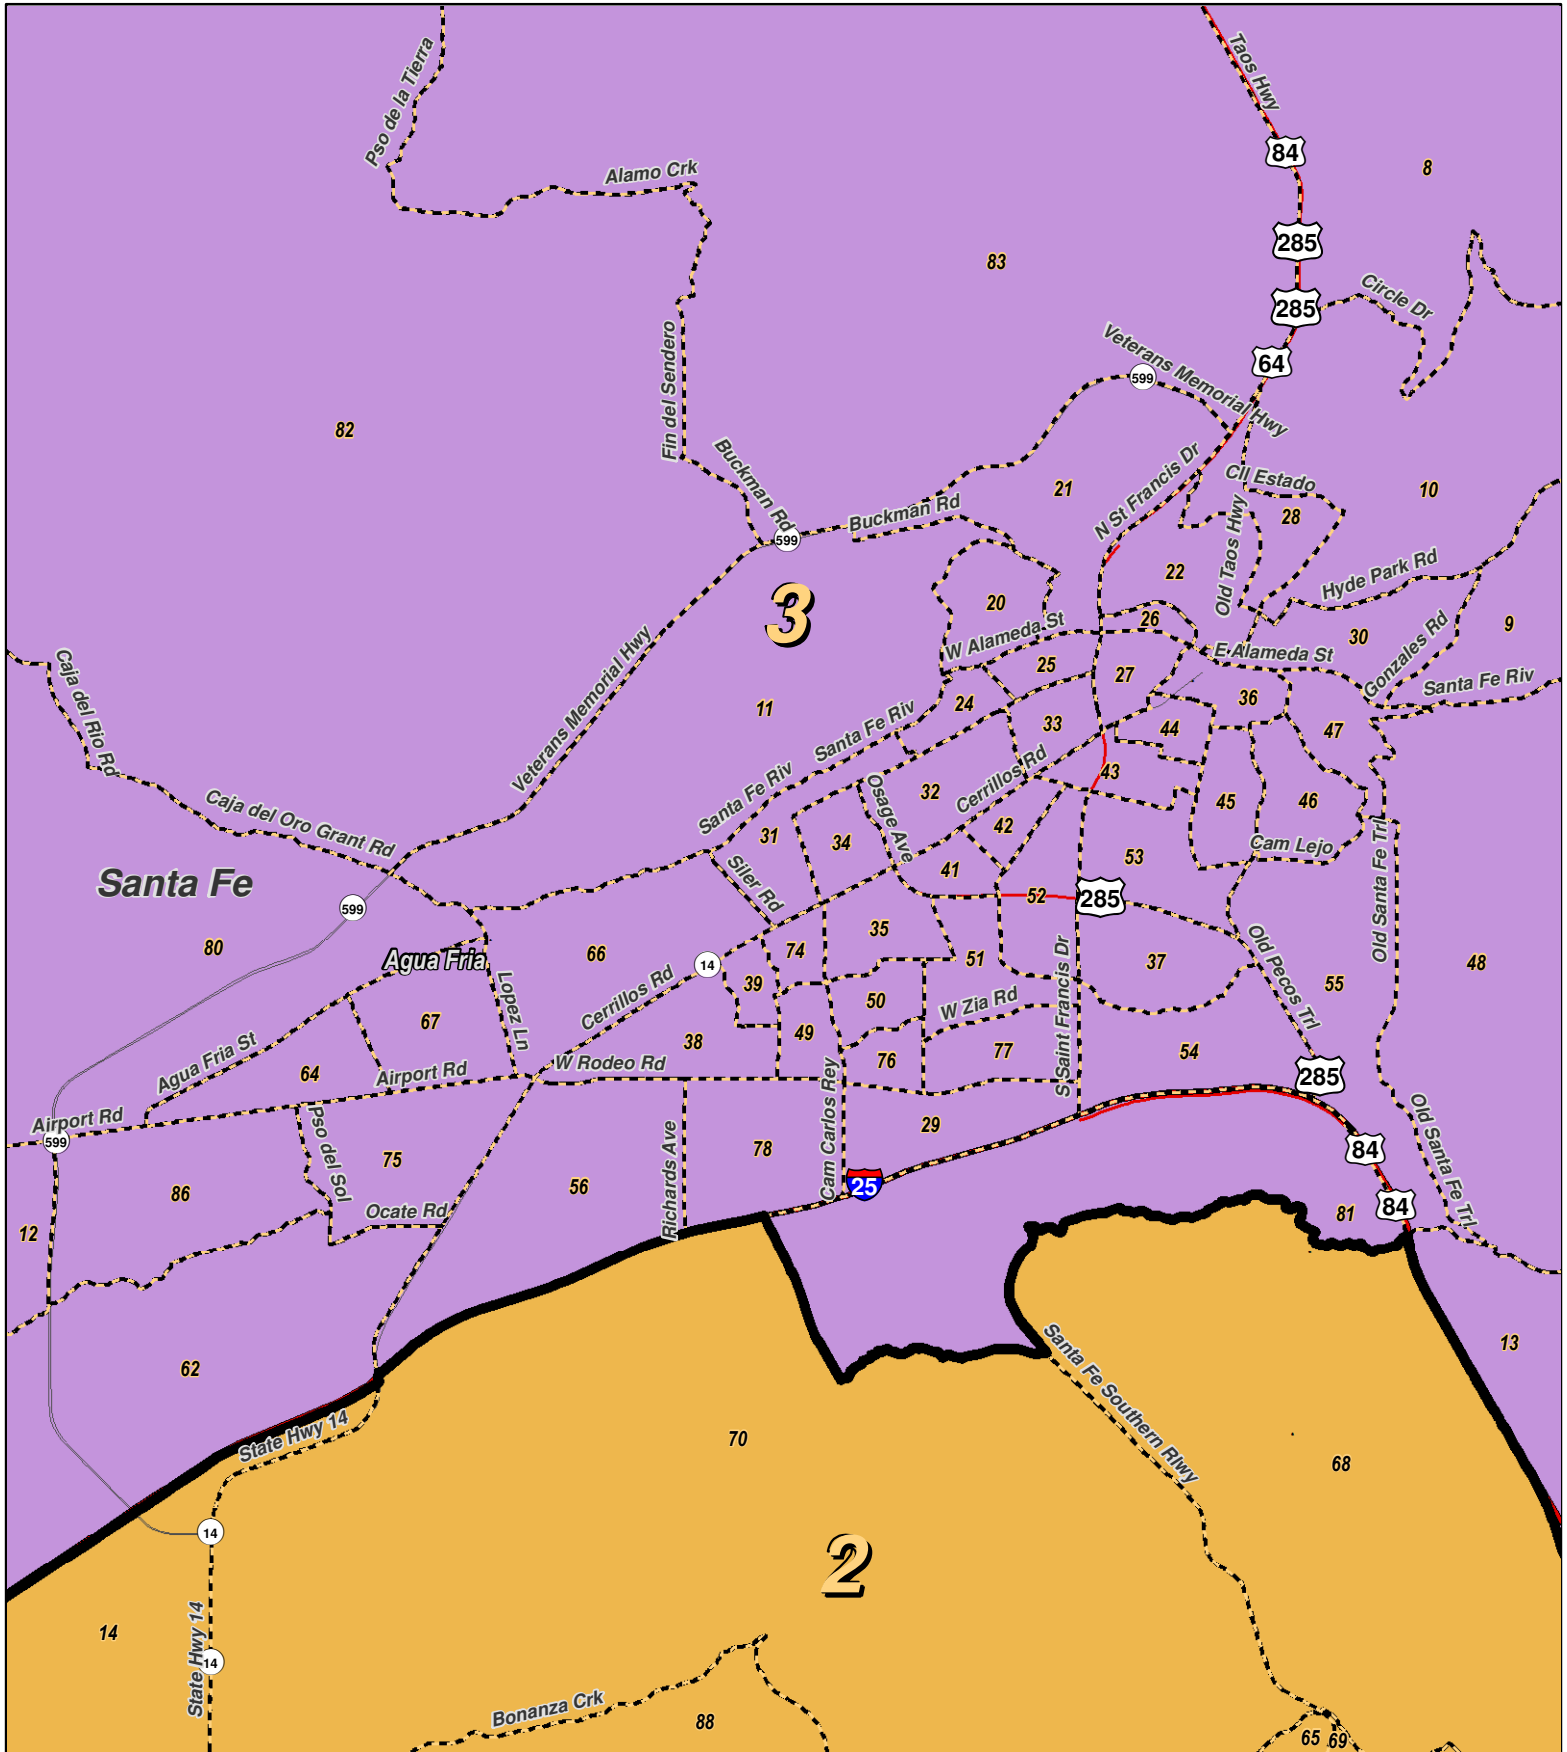 Pso de la Tierra
Taos Hwy
84
8
Alamo Crk
285
83
Circle Dr
285
Fin del Sendero
Veterans Memorial Hwy
64
599
82
Buckman Rd
N St Francis Dr
Cll Estado
21
10
28
Buckman Rd
599
Old Taos Hwy
22
Hyde Park Rd
3
20
26
W Alameda St
30
9
E Alameda St
Gonzales Rd
Caja del Rio Rd
Veterans Memorial Hwy
25
27
Santa Fe Riv
36
11
24
Santa Fe Riv
33
44
47
Cerrillos Rd
43
Santa Fe Riv
Osage Ave
32
45
46
Caja del Oro Grant Rd
31
34
42
Cam Lejo
53
Old Santa Fe Trl
Siler Rd
41
Santa Fe
52
285
599
35
80
Agua Fria
66
74
51
Old Pecos Trl
14
37
48
Lopez Ln
Cerrillos Rd
39
50
W Zia Rd
55
67
S Saint Francis Dr
49
38
77
54
Agua Fria St
76
64
Airport Rd
W Rodeo Rd
Cam Carlos Rey
285
Airport Rd
Old Santa Fe Trl
599
Pso del Sol
29
84
75
Richards Ave
78
25
86
56
84
Ocate Rd
81
12
Santa Fe Southern Rlwy
13
62
State Hwy 14
70
68
14
2
State Hwy 14
14
14
Bonanza Crk
88
65
69